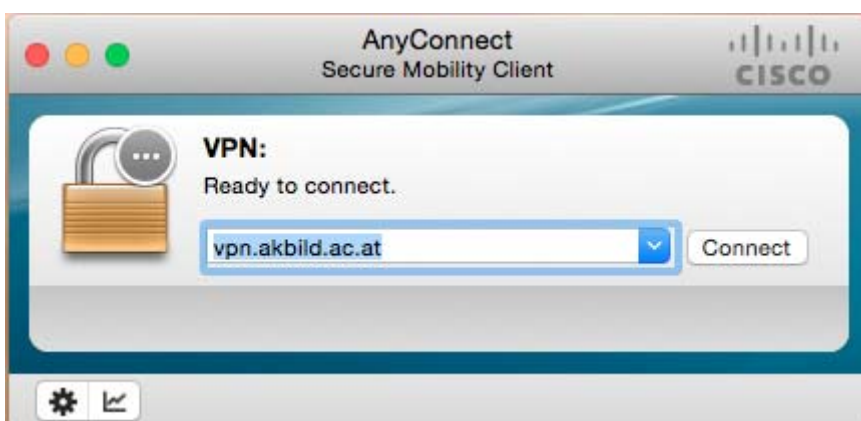 AnyConnect
Secure Mobility Client
CISCO
VPN:
Ready to connect.
vpn.akbild.ac.at
Connect